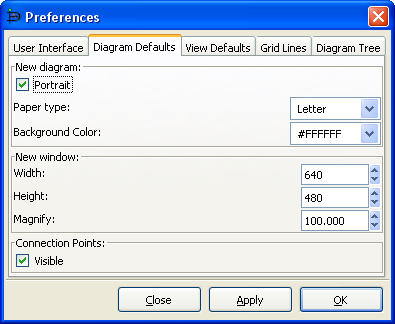 Preferences
User Interface Diagram Defaults View Defaults Grid Lines Diagram Tree
New diagram:
Portrait
Paper type: Letter
Background Color: #FFFFFF
New window:
Width: 640
Height: 480
Magnify: 100.000
Connection Points:
Visible
Close Apply OK